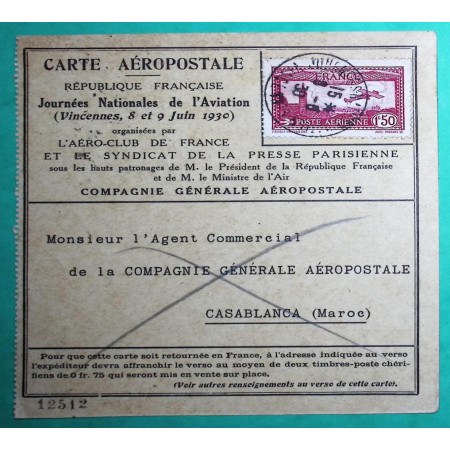 CARTE AÉROPOSTALE
RÉPUBLIQUE FRANÇAISE
Journées Nationales de l'Aviation
(Vincennes, 8 et 9 Juin 1930)
organisées par
L'AÉRO-CLUB DE FRANCE
ET LE SYNDICAT DE LA PRESSE PARISIENNE
sous les hauts patronages de M. le Président de la République Française
et de M. le Ministre de l'Air
COMPAGNIE GÉNÉRALE AÉROPOSTALE
FRANCE
POSTE AERIENNE
1f50
15
Monsieur l'Agent Commercial
de la COMPAGNIE GÉNÉRALE AÉROPOSTALE
CASABLANCA (Maroc)
Pour que cette carte soit retournée en France, à l'adresse indiquée au verso
l'expéditeur devra affranchir le verso au moyen de deux timbres-poste chéri-
fiens de 0 fr. 75 qui seront mis en vente sur place.
(Voir autres renseignements au verso de cette carte).
12512